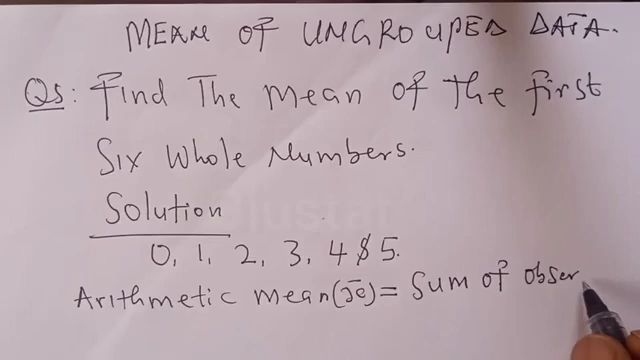 MEAN OF UNGROUPED DATA.
QS: Find The Mean of The first
Six Whole Numbers.
Solution
0, 1, 2, 3, 4 & 5.
Arithmetic mean(x̄) = Sum of obser